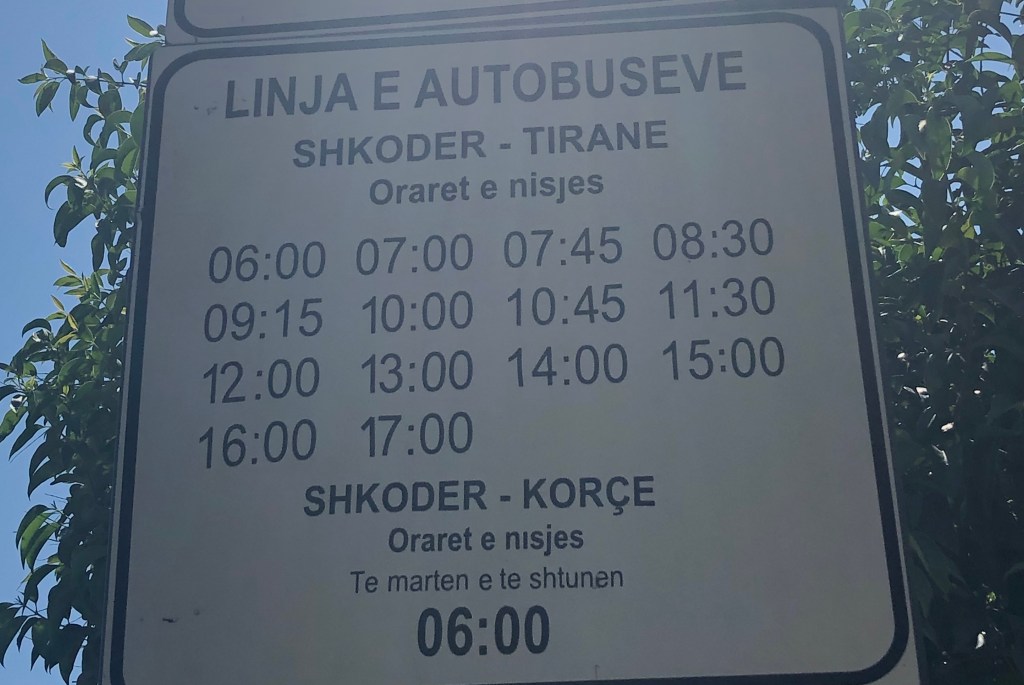 LINJA E AUTOBUSEVE
SHKODER - TIRANE
Oraret e nisjes
06:00 07:00 07:45 08:30
09:15 10:00 10:45 11:30
12:00 13:00 14:00 15:00
16:00 17:00
SHKODER - KORÇE
Oraret e nisjes
Te marten e te shtunen
06:00